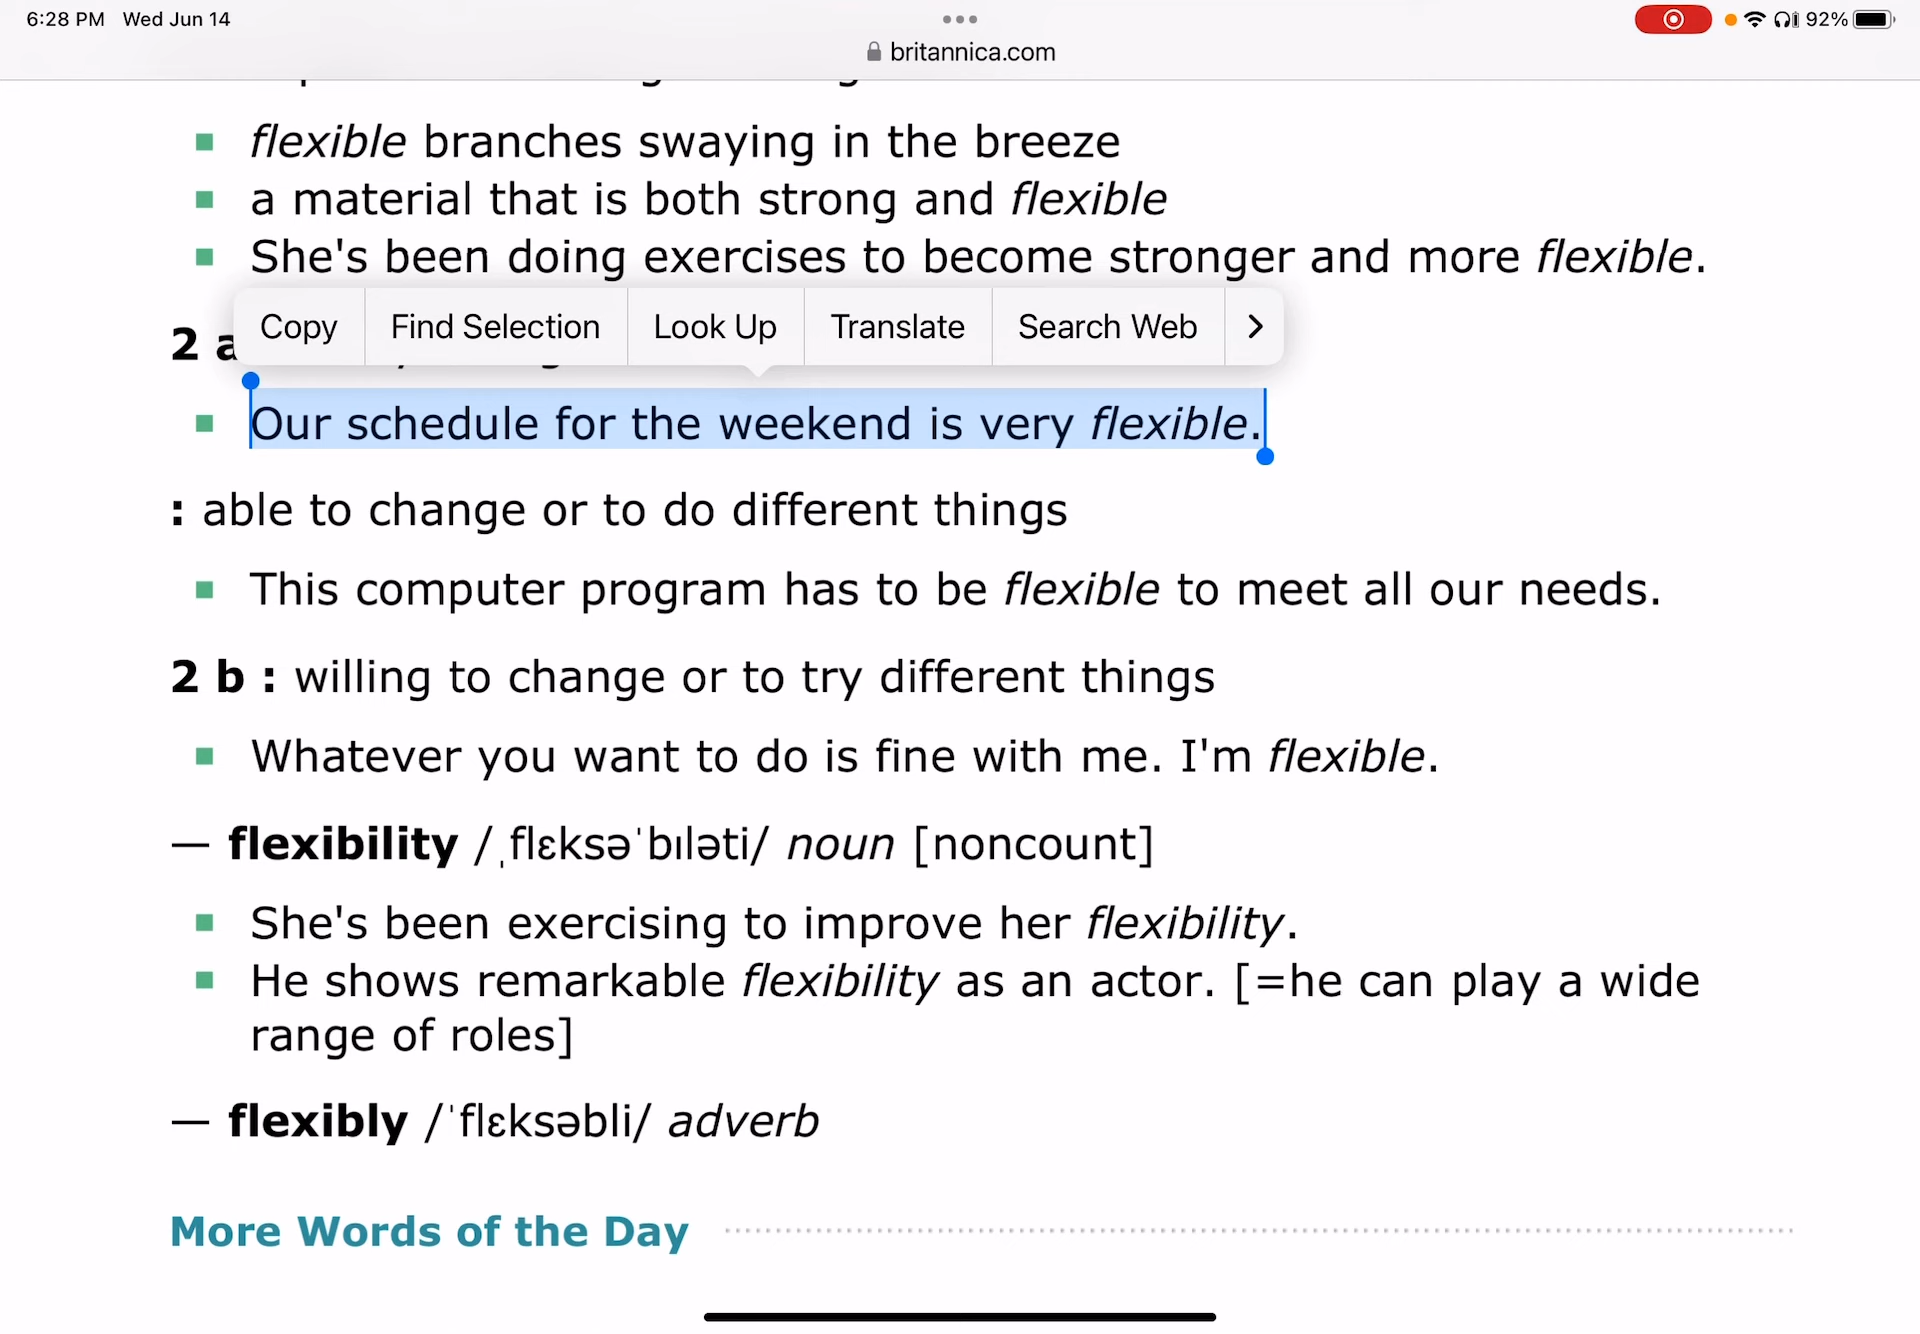 6:28 PM Wed Jun 14
92%
britannica.com
flexible branches swaying in the breeze
a material that is both strong and flexible
She's been doing exercises to become stronger and more flexible.
Copy Find Selection Look Up Translate Search Web
2 a
Our schedule for the weekend is very flexible.
: able to change or to do different things
This computer program has to be flexible to meet all our needs.
2 b : willing to change or to try different things
Whatever you want to do is fine with me. I'm flexible.
— flexibility /ˌflɛksəˈbɪləti/ noun [noncount]
She's been exercising to improve her flexibility.
He shows remarkable flexibility as an actor. [=he can play a wide
range of roles]
— flexibly /ˈflɛksəbli/ adverb
More Words of the Day